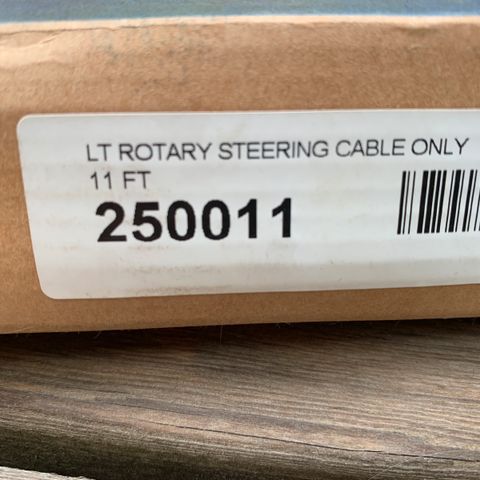 LT ROTARY STEERING CABLE ONLY
11 FT
250011